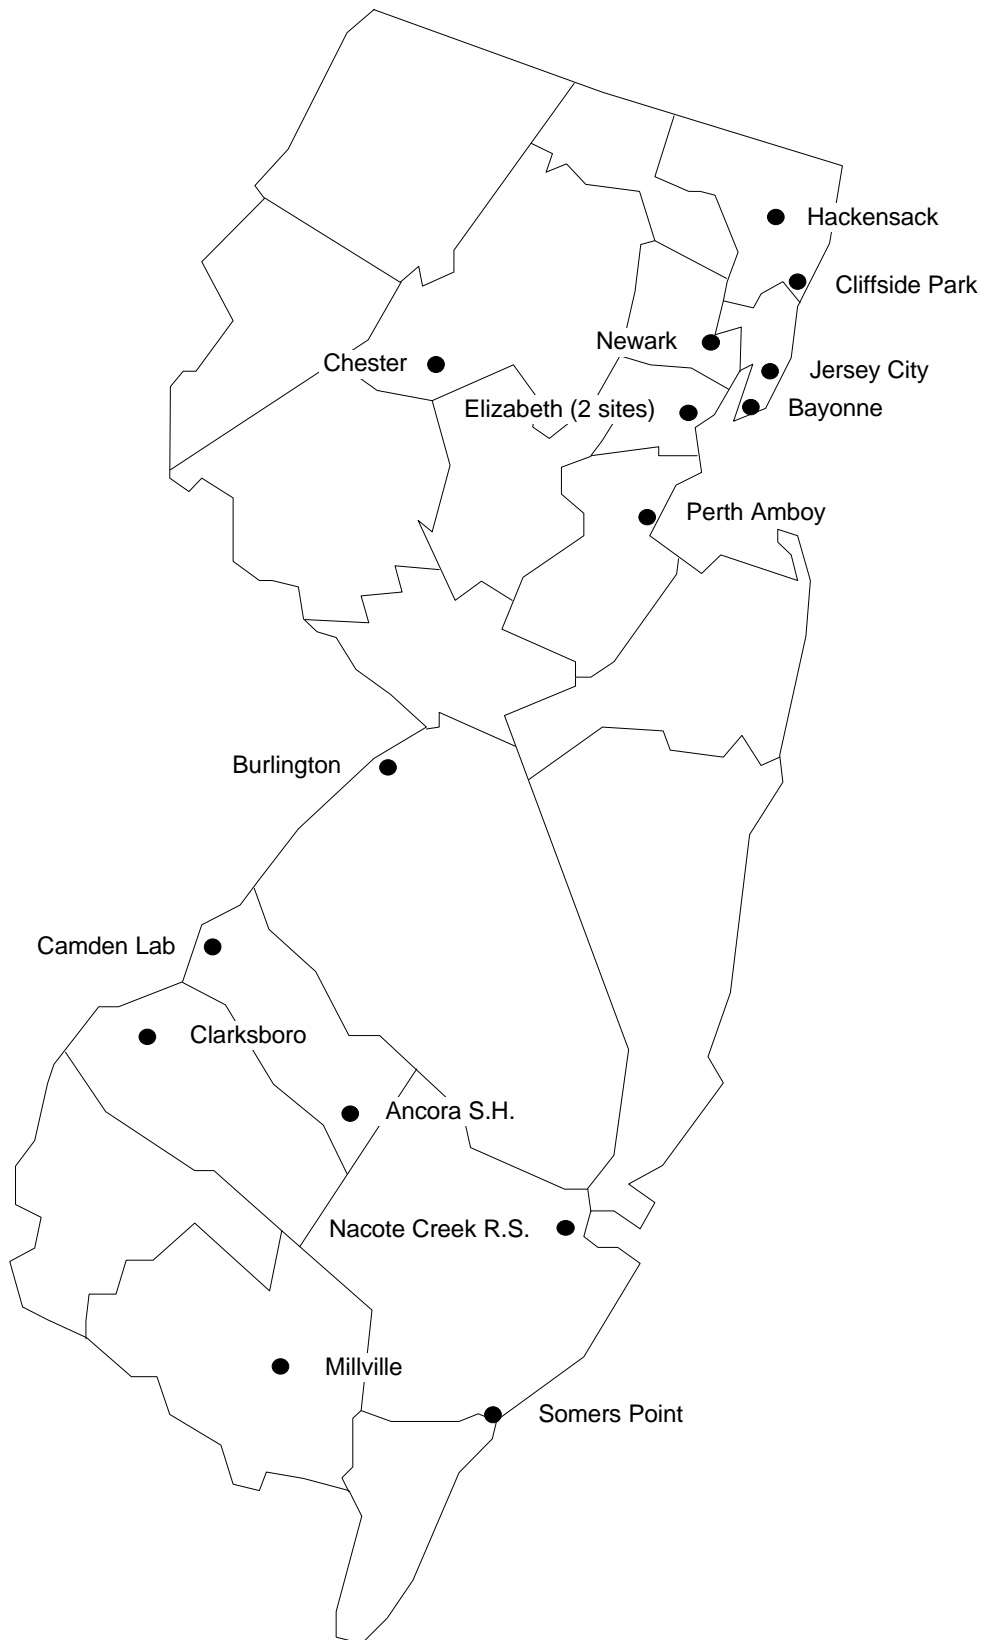 Hackensack
Cliffside Park
Newark
Chester
Jersey City
Elizabeth (2 sites)
Bayonne
Perth Amboy
Burlington
Camden Lab
Clarksboro
Ancora S.H.
Nacote Creek R.S.
Millville
Somers Point